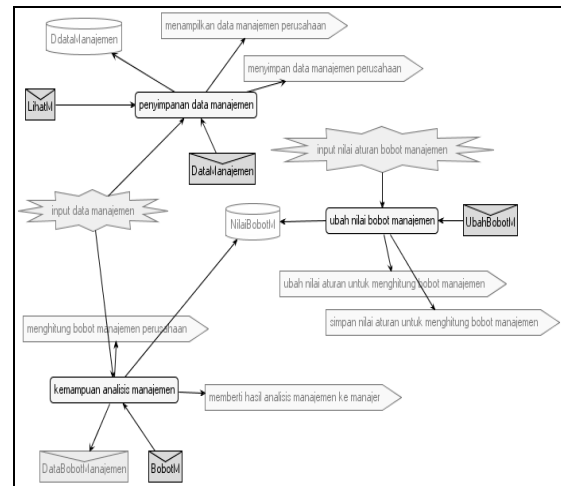 DdataManajemen
menampilkan data manajemen perusahaan
menyimpan data manajemen perusahaan
LihatM
penyimpanan data manajemen
input nilai aturan bobot manajemen
DataManajemen
input data manajemen
NilaiBobotM
ubah nilai bobot manajemen
UbahBobotM
ubah nilai aturan untuk menghitung bobot manajemen
simpan nilai aturan untuk menghitung bobot manajemen
menghitung bobot manajemen perusahaan
kemampuan analisis manajemen
memberti hasil analisis manajemen ke manajer
DataBobotManajemen
BobotM